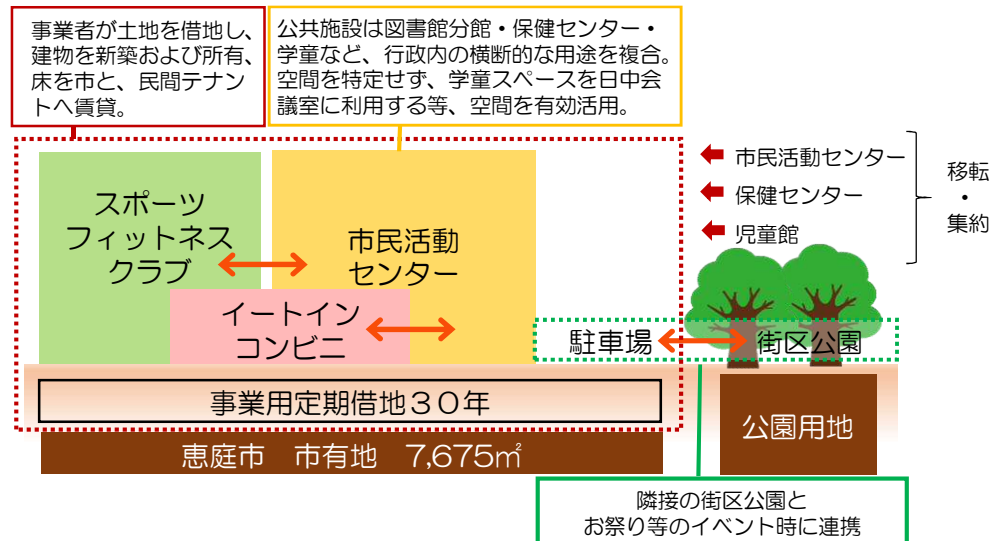 事業者が土地を借地し、
建物を新築および所有、
床を市と、民間テナン
トへ賃貸。
公共施設は図書館分館・保健センター・
学童など、行政内の横断的な用途を複合。
空間を特定せず、学童スペースを日中会
議室に利用する等、空間を有効活用。
市民活動センター
保健センター
児童館
移転
・
集約
スポーツ
フィットネス
クラブ
市民活動
センター
イートイン
コンビニ
駐車場
街区公園
事業用定期借地30年
恵庭市 市有地 7,675㎡
公園用地
隣接の街区公園と
お祭り等のイベント時に連携